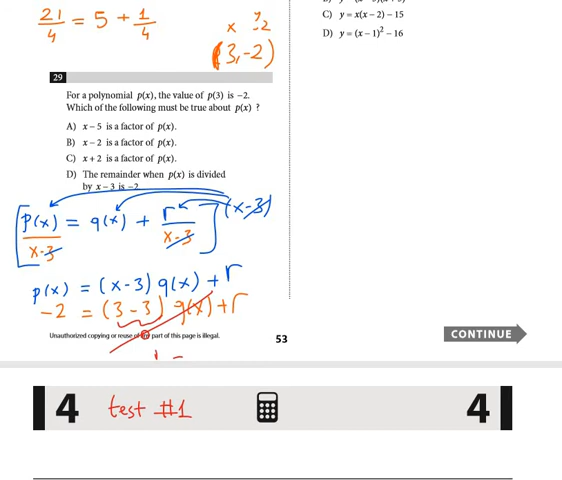 21/4 = 5 + 1/4
x y
-2
(3,-2)
C) y = x(x − 2) − 15
D) y = (x − 1)² − 16
29
For a polynomial p(x), the value of p(3) is −2.
Which of the following must be true about p(x) ?
A) x − 5 is a factor of p(x).
B) x − 2 is a factor of p(x).
C) x + 2 is a factor of p(x).
D) The remainder when p(x) is divided
by x − 3 is −2.
[p(x)/x-3 = q(x) + r/x-3](x-3)
p(x) = (x-3) q(x) + r
-2 = (3-3) q(x) + r
Unauthorized copying or reuse of any part of this page is illegal.
53
CONTINUE
4 test #1 4